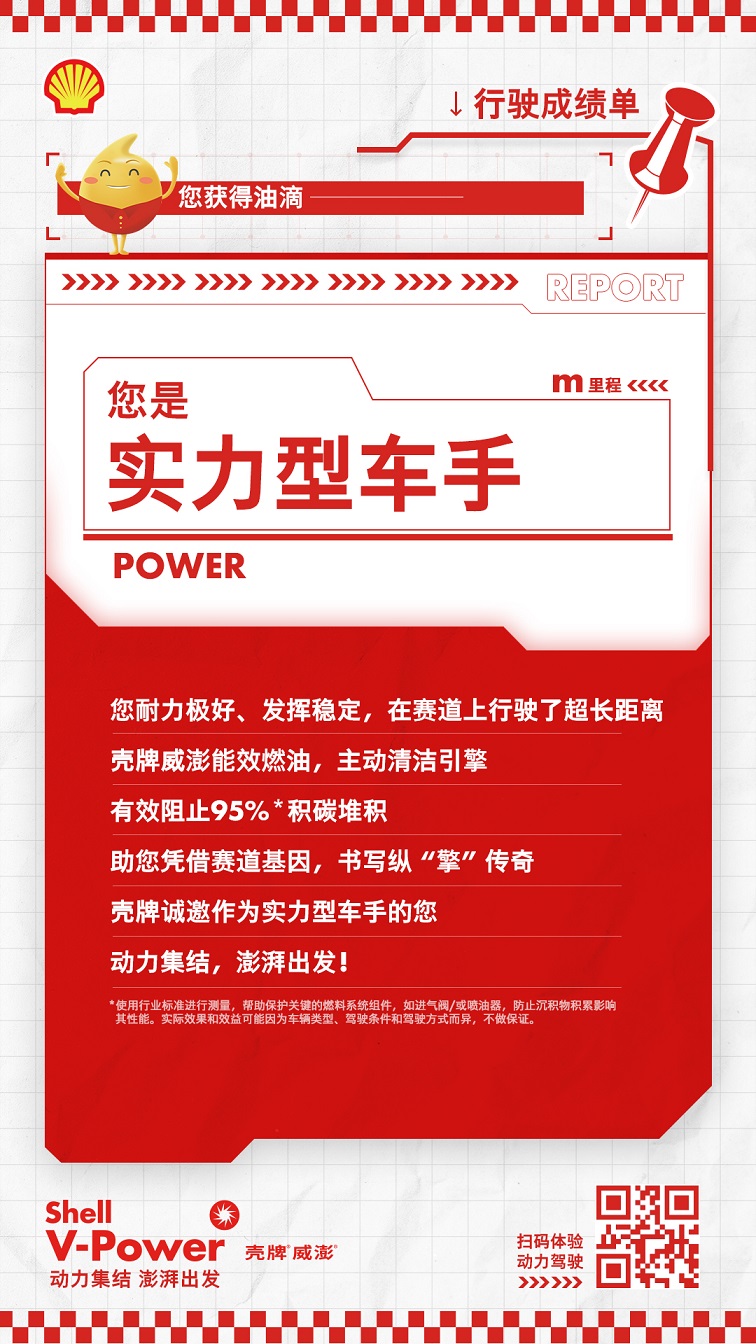 ↓行驶成绩单
您获得油滴
REPORT
m 里程
您是
实力型车手
POWER
您耐力极好、发挥稳定，在赛道上行驶了超长距离
壳牌威澎能效燃油，主动清洁引擎
有效阻止95%*积碳堆积
助您凭借赛道基因，书写纵“擎”传奇
壳牌诚邀作为实力型车手的您
动力集结，澎湃出发！
*使用行业标准进行测量，帮助保护关键的燃料系统组件，如进气阀/或喷油器，防止沉积物积累影响
其性能。实际效果和效益可能因为车辆类型、驾驶条件和驾驶方式而异，不做保证。
Shell
V-Power 壳牌®威澎®
动力集结 澎湃出发
扫码体验
动力驾驶